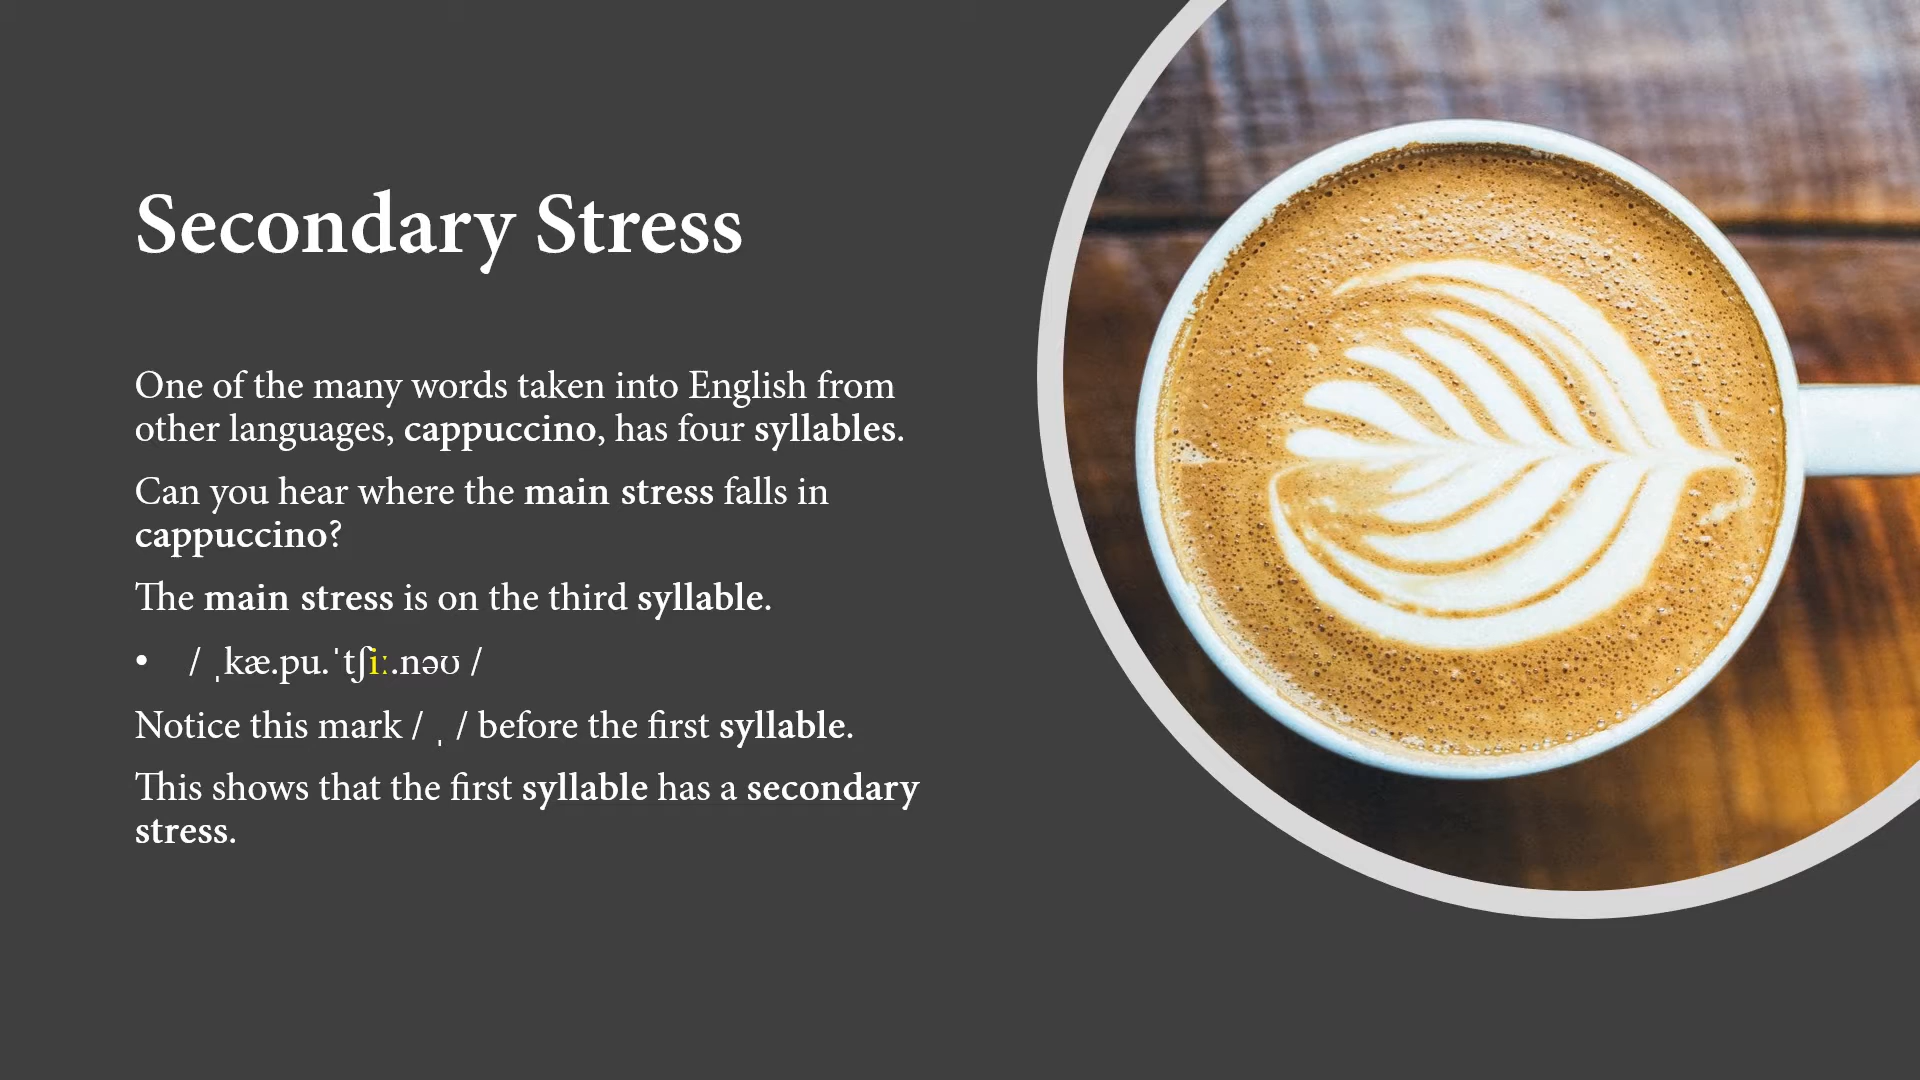 Secondary Stress
One of the many words taken into English from
other languages, cappuccino, has four syllables.
Can you hear where the main stress falls in
cappuccino?
The main stress is on the third syllable.
• / ˌkæ.pu.ˈtʃiː.nəʊ /
Notice this mark / ˌ / before the first syllable.
This shows that the first syllable has a secondary
stress.